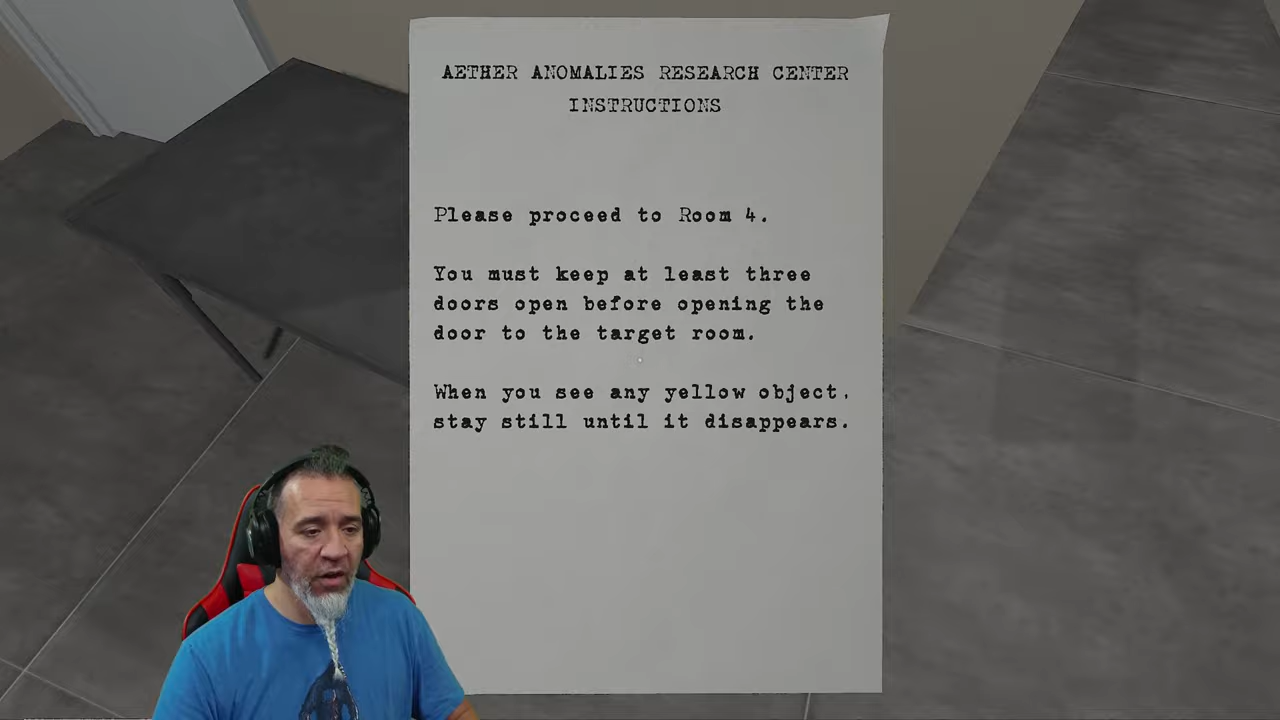 AETHER ANOMALIES RESEARCH CENTER
INSTRUCTIONS
Please proceed to Room 4.
You must keep at least three
doors open before opening the
door to the target room.
When you see any yellow object,
stay still until it disappears.